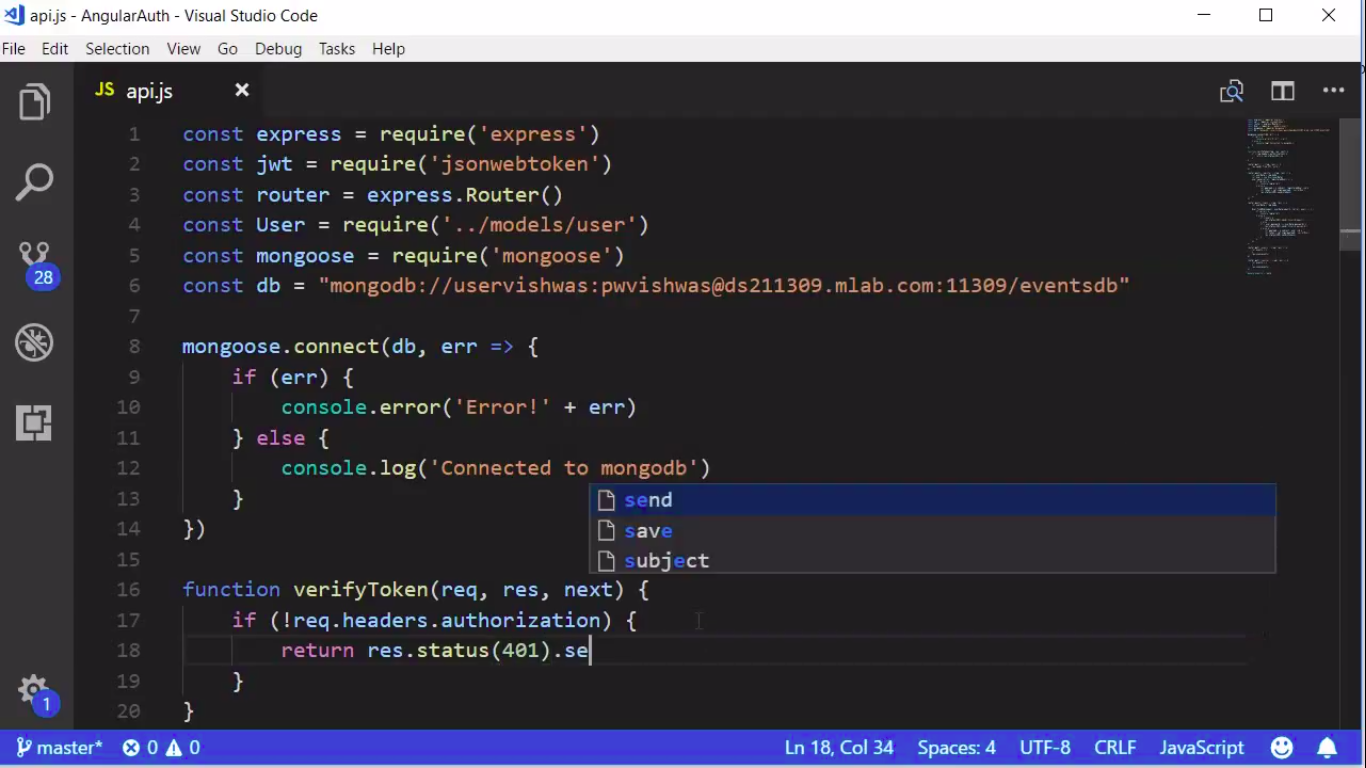 api.js - AngularAuth - Visual Studio Code
File Edit Selection View Go Debug Tasks Help
JS api.js
1 const express = require('express')
2 const jwt = require('jsonwebtoken')
3 const router = express.Router()
4 const User = require('../models/user')
5 const mongoose = require('mongoose')
6 const db = "mongodb://uservishwas:pwvishwas@ds211309.mlab.com:11309/eventsdb"
7
8 mongoose.connect(db, err => {
9 if (err) {
10 console.error('Error!' + err)
11 } else {
12 console.log('Connected to mongodb')
13 }
14 })
15
16 function verifyToken(req, res, next) {
17 if (!req.headers.authorization) {
18 return res.status(401).se
19 }
20 }
send
save
subject
28
1
master* 0 0 Ln 18, Col 34 Spaces: 4 UTF-8 CRLF JavaScript